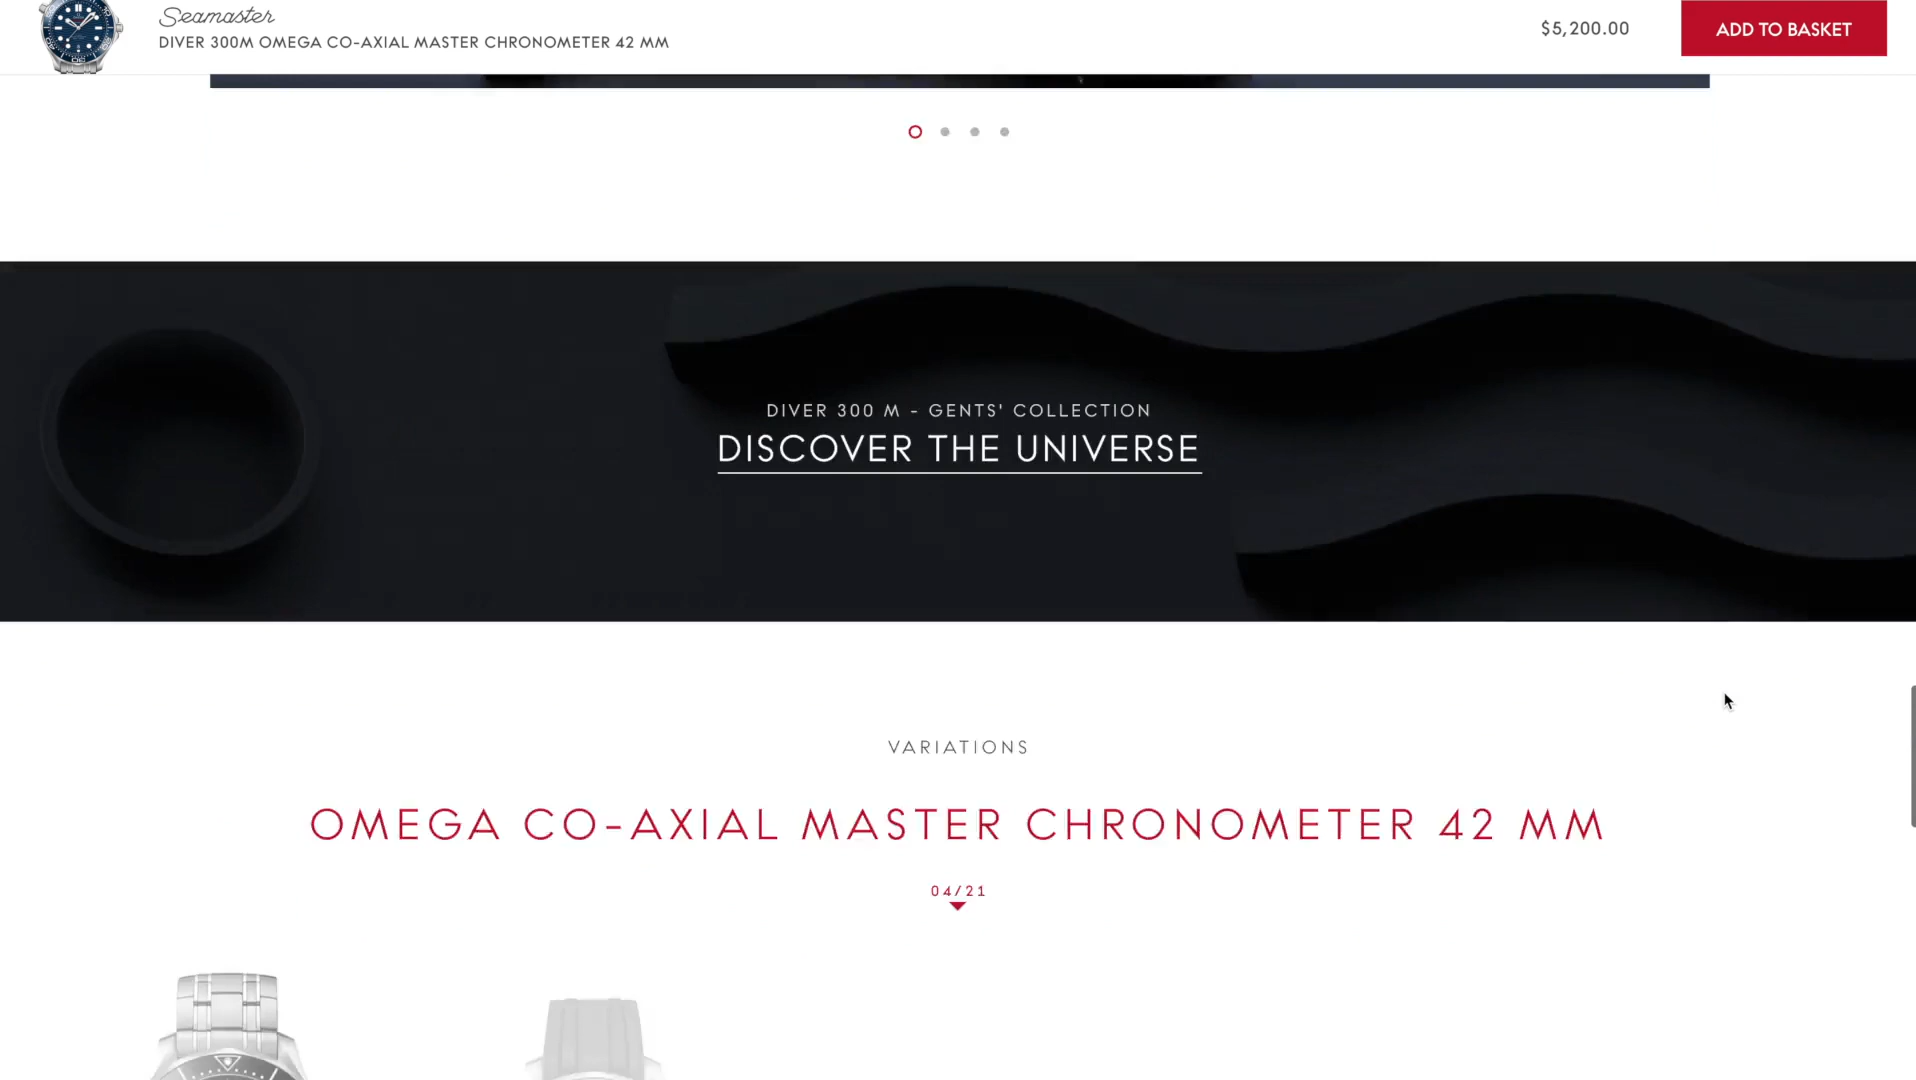 Seamaster
DIVER 300M OMEGA CO-AXIAL MASTER CHRONOMETER 42 MM
$5,200.00
ADD TO BASKET
DIVER 300 M - GENTS' COLLECTION
DISCOVER THE UNIVERSE
VARIATIONS
OMEGA CO-AXIAL MASTER CHRONOMETER 42 MM
04/21